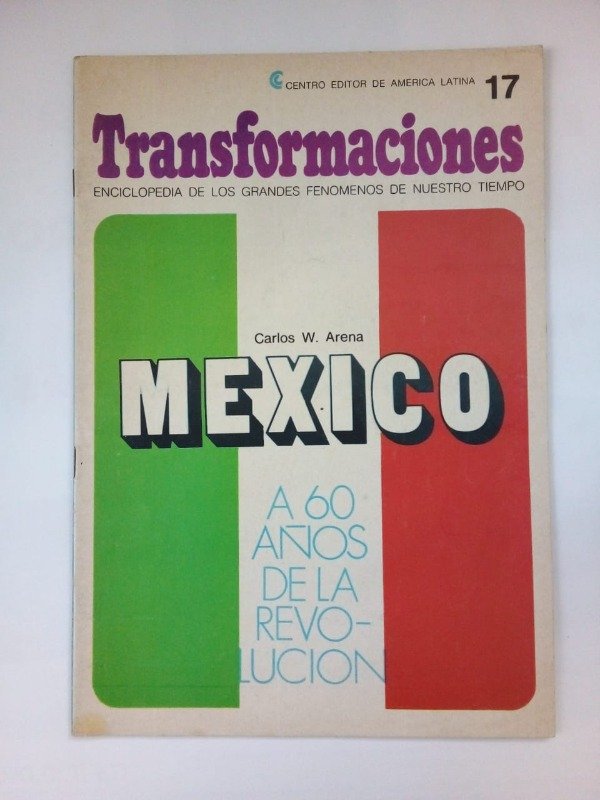 CENTRO EDITOR DE AMERICA LATINA 17
Transformaciones
ENCICLOPEDIA DE LOS GRANDES FENOMENOS DE NUESTRO TIEMPO
Carlos W. Arena
MEXICO
A 60
AÑOS
DE LA
REVO-
LUCION